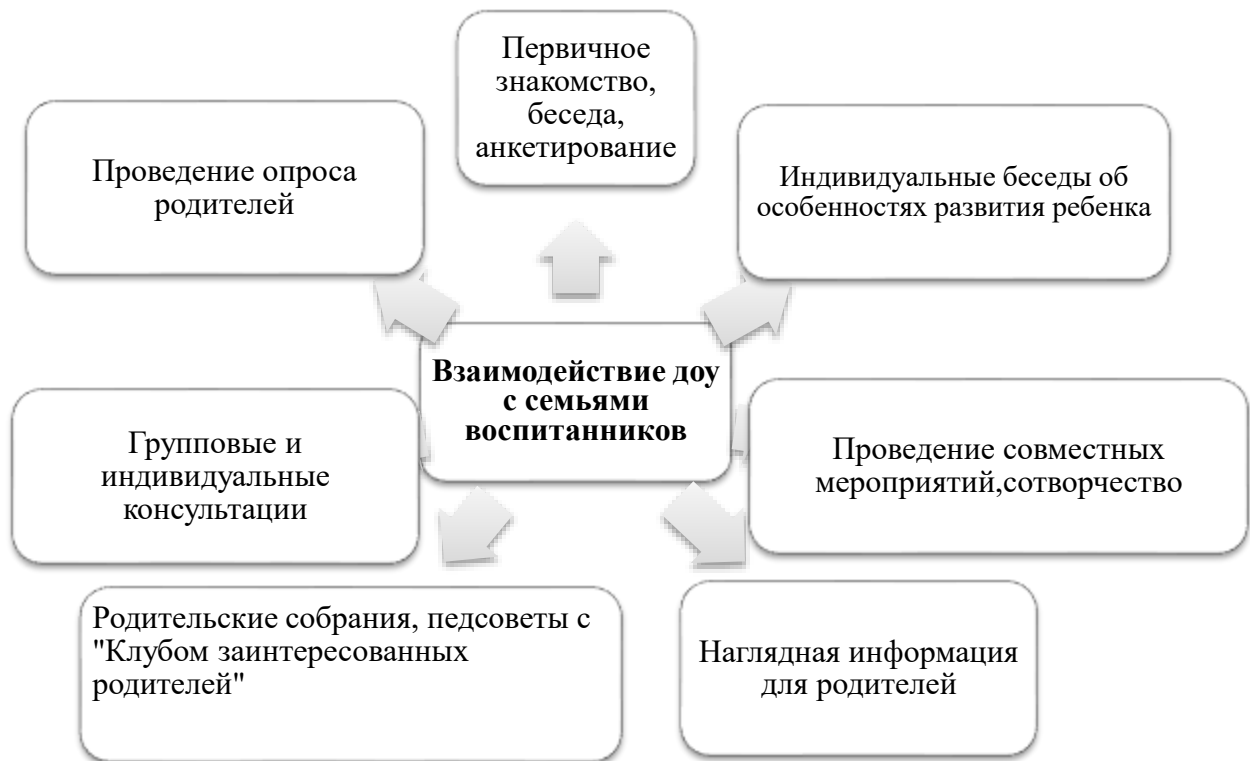 Первичное
знакомство,
беседа,
анкетирование
Проведение опроса
родителей
Индивидуальные беседы об
особенностях развития ребенка
Взаимодействие доу
с семьями
воспитанников
Групповые и
индивидуальные
консультации
Проведение совместных
мероприятий,сотворчество
Родительские собрания, педсоветы с
"Клубом заинтересованных
родителей"
Наглядная информация
для родителей